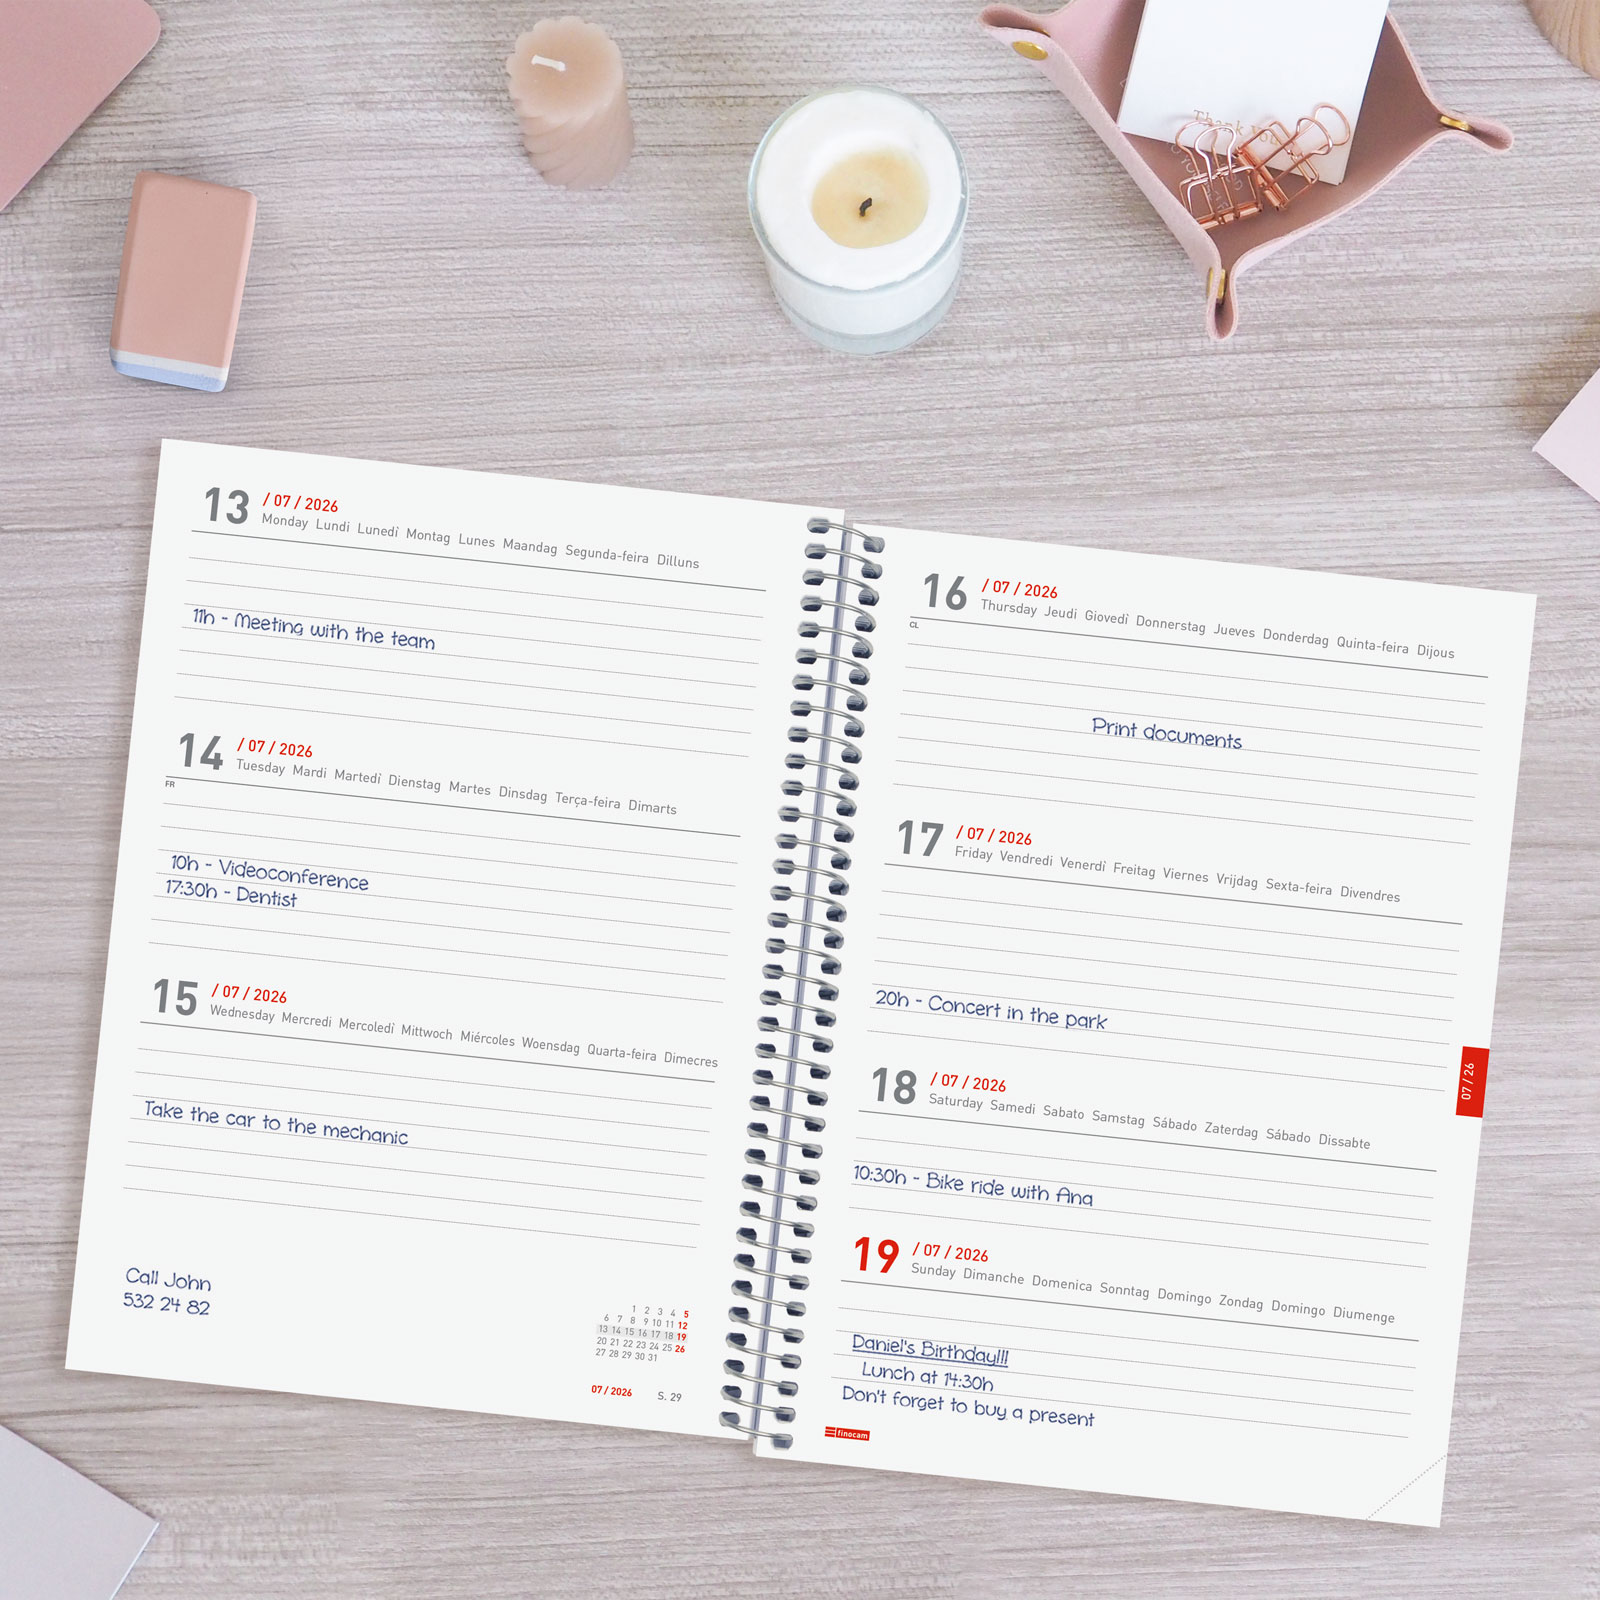 Thank You
13 / 07 / 2026
Monday Lundi Lunedì Montag Lunes Maandag Segunda-feira Dilluns
11h - Meeting with the team
14 / 07 / 2026
Tuesday Mardi Martedì Dienstag Martes Dinsdag Terça-feira Dimarts
FR
10h - Videoconference
17:30h - Dentist
15 / 07 / 2026
Wednesday Mercredi Mercoledì Mittwoch Miércoles Woensdag Quarta-feira Dimecres
Take the car to the mechanic
Call John
532 24 82
1 2 3 4 5
6 7 8 9 10 11 12
13 14 15 16 17 18 19
20 21 22 23 24 25 26
27 28 29 30 31
07 / 2026 S. 29
16 / 07 / 2026
Thursday Jeudi Giovedì Donnerstag Jueves Donderdag Quinta-feira Dijous
CL
Print documents
17 / 07 / 2026
Friday Vendredi Venerdì Freitag Viernes Vrijdag Sexta-feira Divendres
20h - Concert in the park
07 / 26
18 / 07 / 2026
Saturday Samedi Sabato Samstag Sábado Zaterdag Sábado Dissabte
10:30h - Bike ride with Ana
19 / 07 / 2026
Sunday Dimanche Domenica Sonntag Domingo Zondag Domingo Diumenge
Daniel's Birthday!!!
Lunch at 14:30h
Don't forget to buy a present
finocam